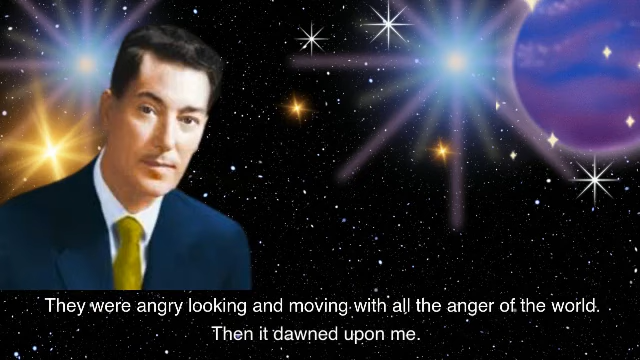 They were angry looking and moving with all the anger of the world.
Then it dawned upon me.